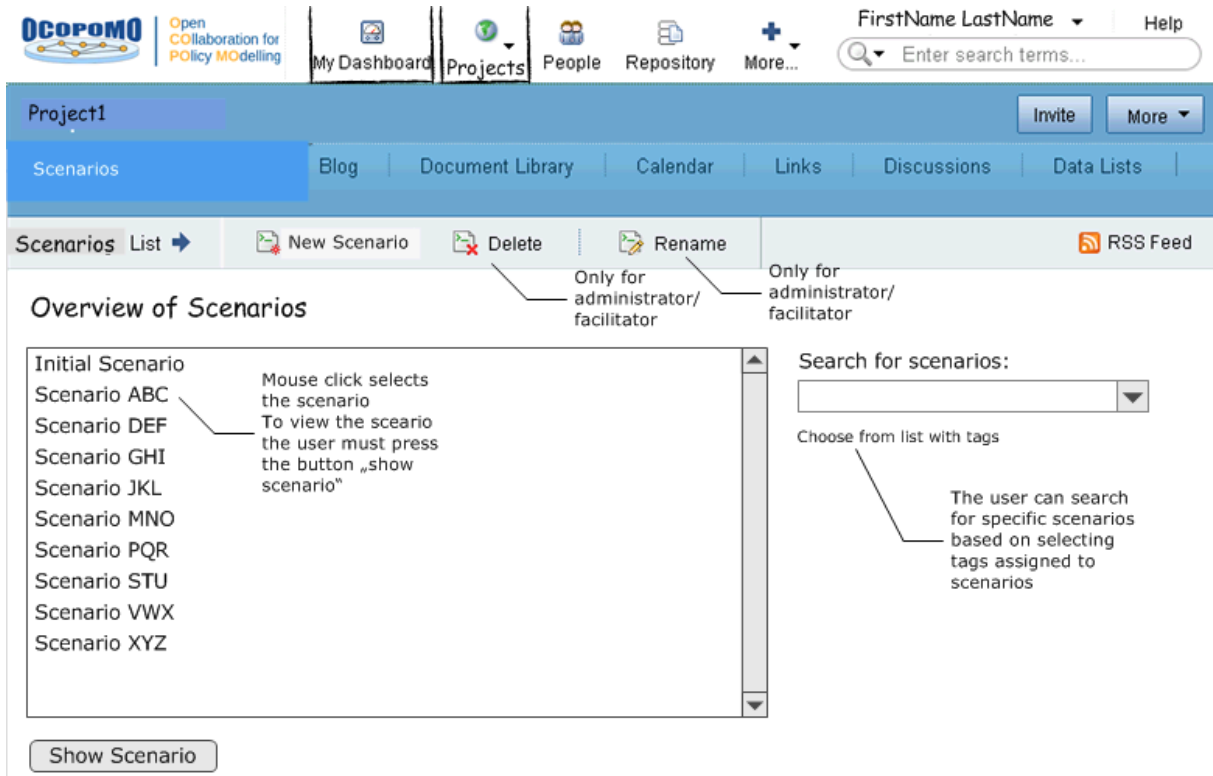 OCOPOMO
Open
COllaboration for
POlicy MOdelling
My Dashboard
Projects
People
Repository
More...
FirstName LastName
Help
Enter search terms...
Project1
Invite
More
Scenarios
Blog
Document Library
Calendar
Links
Discussions
Data Lists
Scenarios List
New Scenario
Delete
Rename
RSS Feed
Only for
administrator/
facilitator
Only for
administrator/
facilitator
Overview of Scenarios
Initial Scenario
Scenario ABC
Scenario DEF
Scenario GHI
Scenario JKL
Scenario MNO
Scenario PQR
Scenario STU
Scenario VWX
Scenario XYZ
Mouse click selects
the scenario
To view the sceario
the user must press
the button „show
scenario“
Search for scenarios:
Choose from list with tags
The user can search
for specific scenarios
based on selecting
tags assigned to
scenarios
Show Scenario